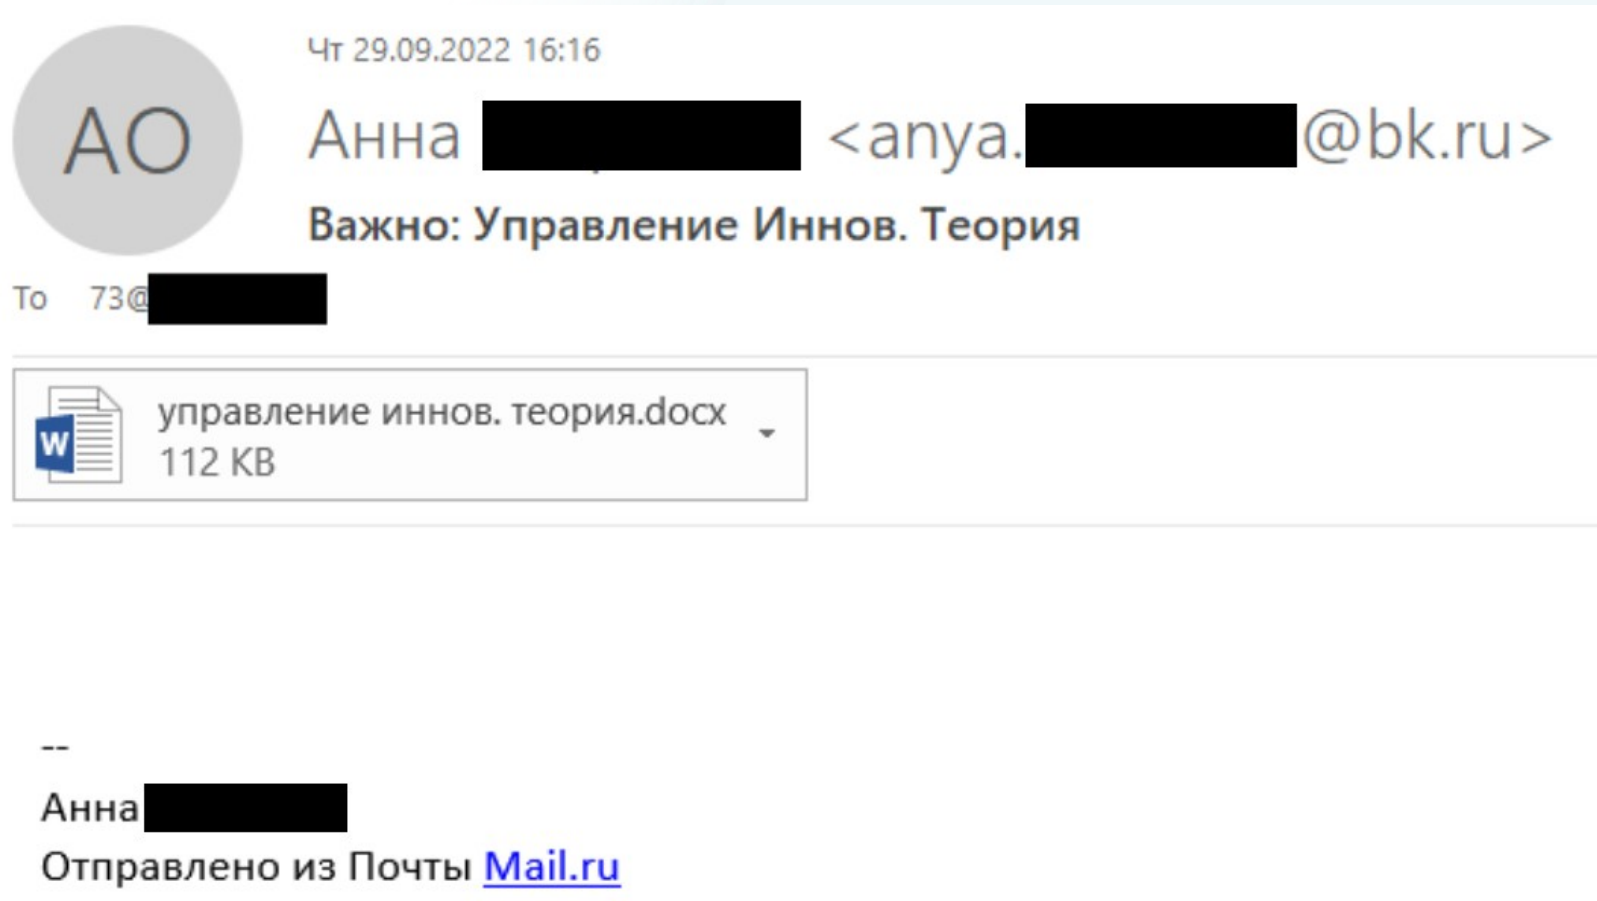 Чт 29.09.2022 16:16
АО
Анна <anya. @bk.ru>
Важно: Управление Иннов. Теория
To 73@
W
управление иннов. теория.docx
112 KB
--
Анна
Отправлено из Почты Mail.ru